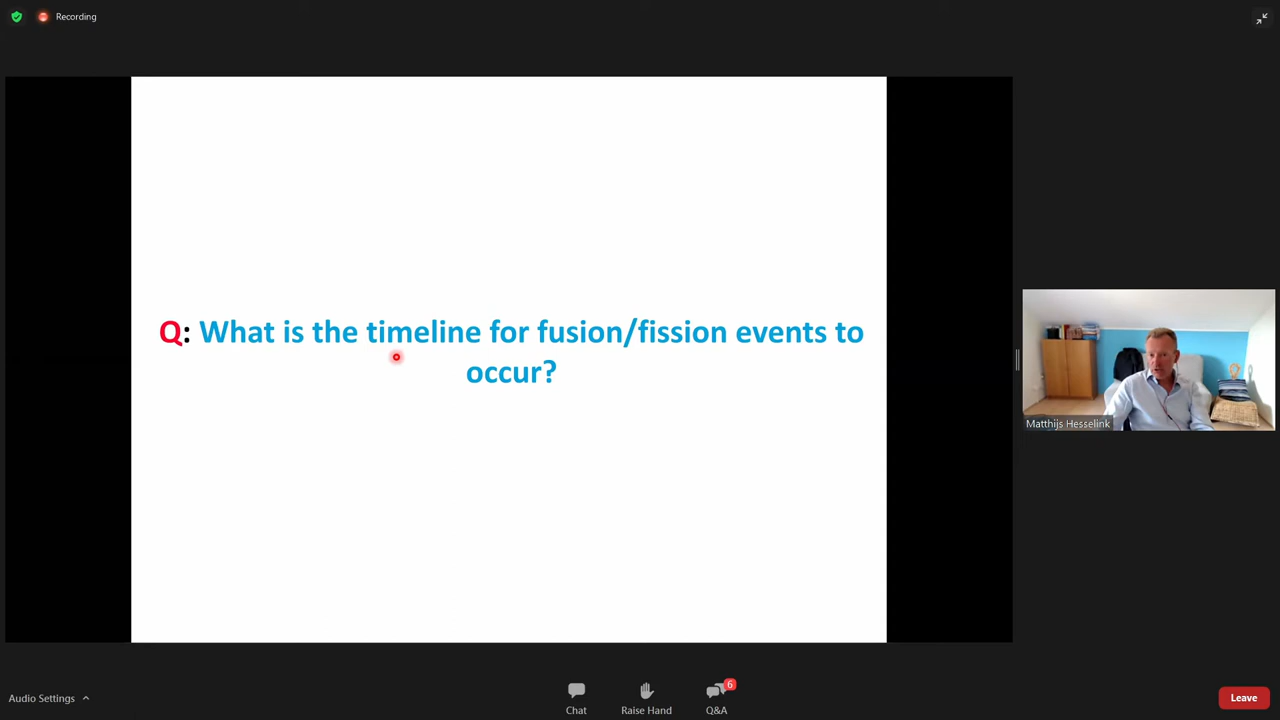 Recording
Q: What is the timeline for fusion/fission events to
occur?
Matthijs Hesselink
Audio Settings
Chat
Raise Hand
6
Q&A
Leave